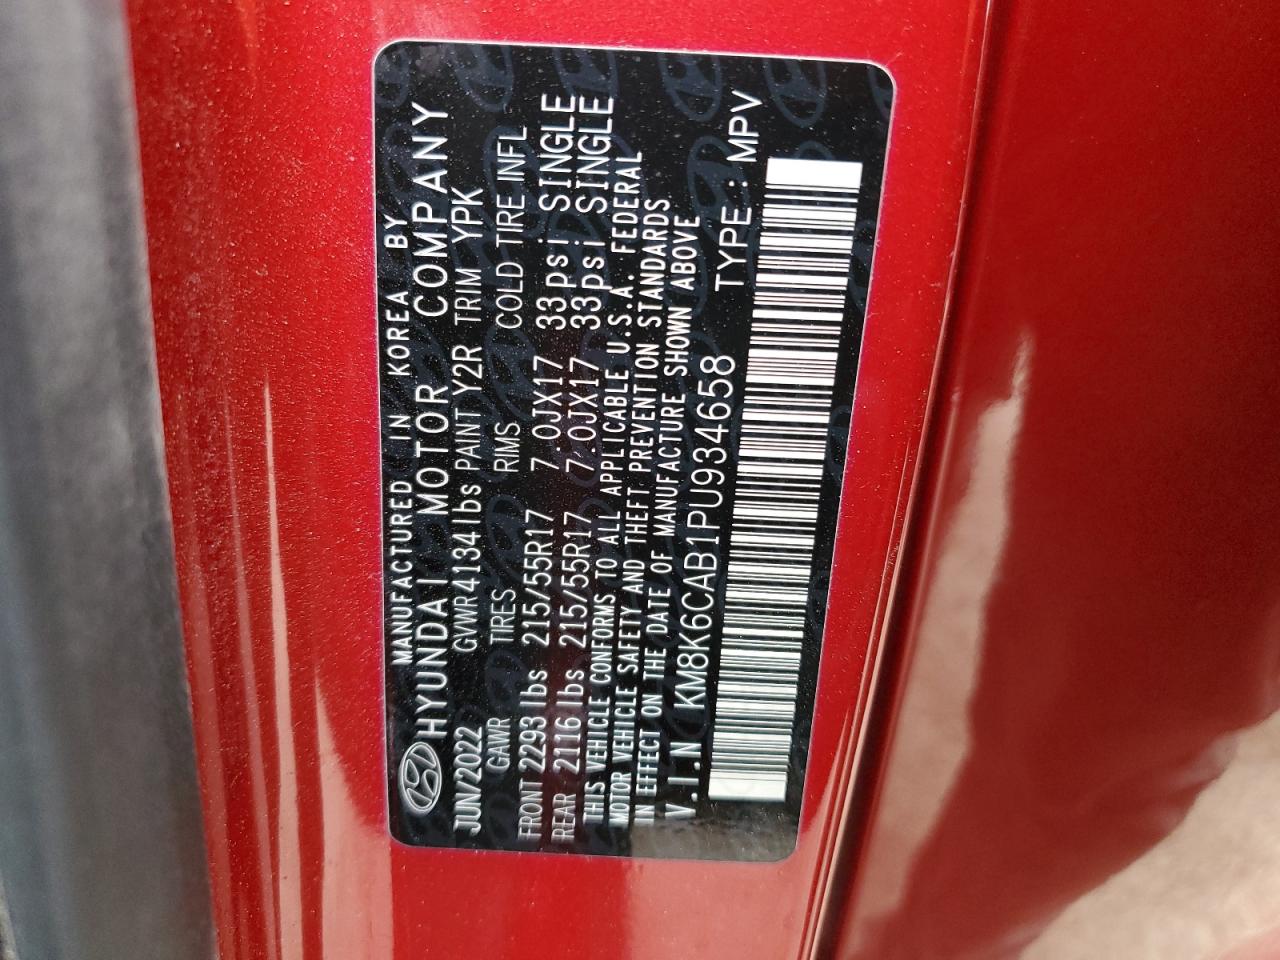 MANUFACTURED IN KOREA BY
HYUNDAI MOTOR COMPANY
JUN/2022 GVWR 4134lbs PAINT Y2R TRIM YPK
GAWR TIRES RIMS COLD TIRE INFL
FRONT 2293 lbs 215/55R17 7.0JX17 33psi SINGLE
REAR 2116 lbs 215/55R17 7.0JX17 33psi SINGLE
THIS VEHICLE CONFORMS TO ALL APPLICABLE U.S.A. FEDERAL
MOTOR VEHICLE SAFETY AND THEFT PREVENTION STANDARDS
IN EFFECT ON THE DATE OF MANUFACTURE SHOWN ABOVE
V.I.N KM8K6CAB1PU934658 TYPE : MPV